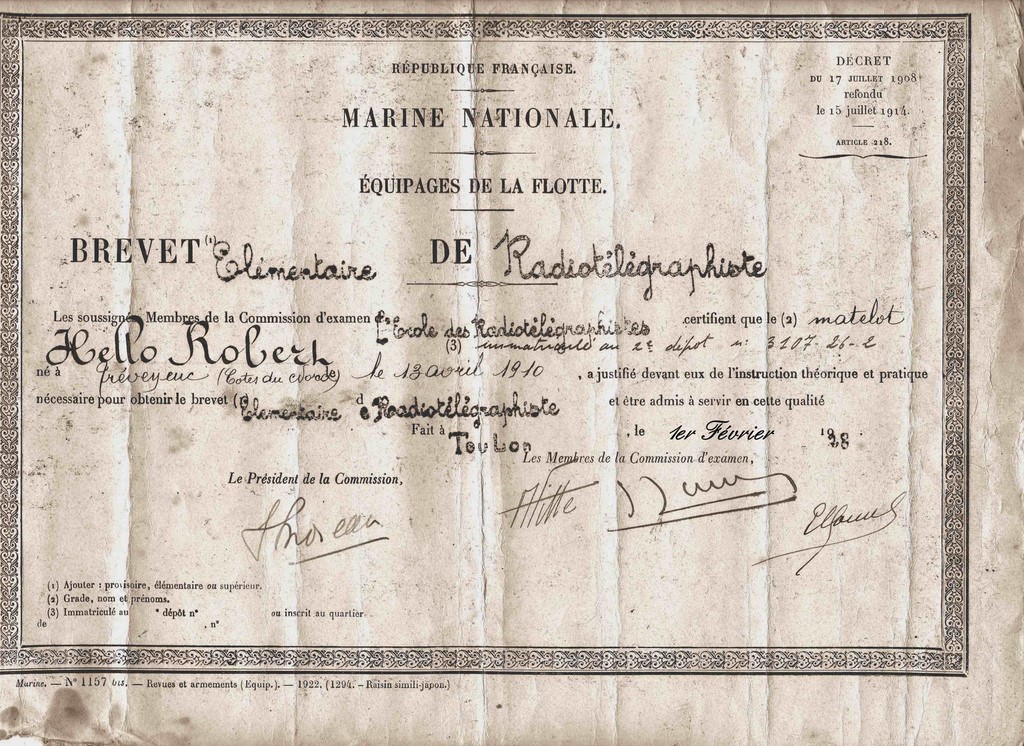 RÉPUBLIQUE FRANÇAISE.
MARINE NATIONALE.
ÉQUIPAGES DE LA FLOTTE.
DÉCRET
DU 17 JUILLET 1908
refondu
le 15 juillet 1914.
ARTICLE 218.
BREVET (1) Elémentaire DE Radiotélégraphiste
Les soussignés Membres de la Commission d'examen L'Ecole des Radiotélégraphistes certifient que le (2) matelot
Hello Robert (3) immatriculé au 2e dépot n: 3107-26-2
né à Tréveneuc (Cotes du Nord) le 13 avril 1910, a justifié devant eux de l'instruction théorique et pratique
nécessaire pour obtenir le brevet (1) Elementaire de Radiotélégraphiste et être admis à servir en cette qualité
Fait à Toulon, le 1er Février 1928
Le Président de la Commission,
Les Membres de la Commission d'examen,
(1) Ajouter : provisoire, élémentaire ou supérieur.
(2) Grade, nom et prénoms.
(3) Immatriculé au ° dépôt n° ou inscrit au quartier
de , n°
Marine. — N° 1157 bis. — Revues et armements (Equip.). — 1922. (1294. - Raisin simili-japon.)